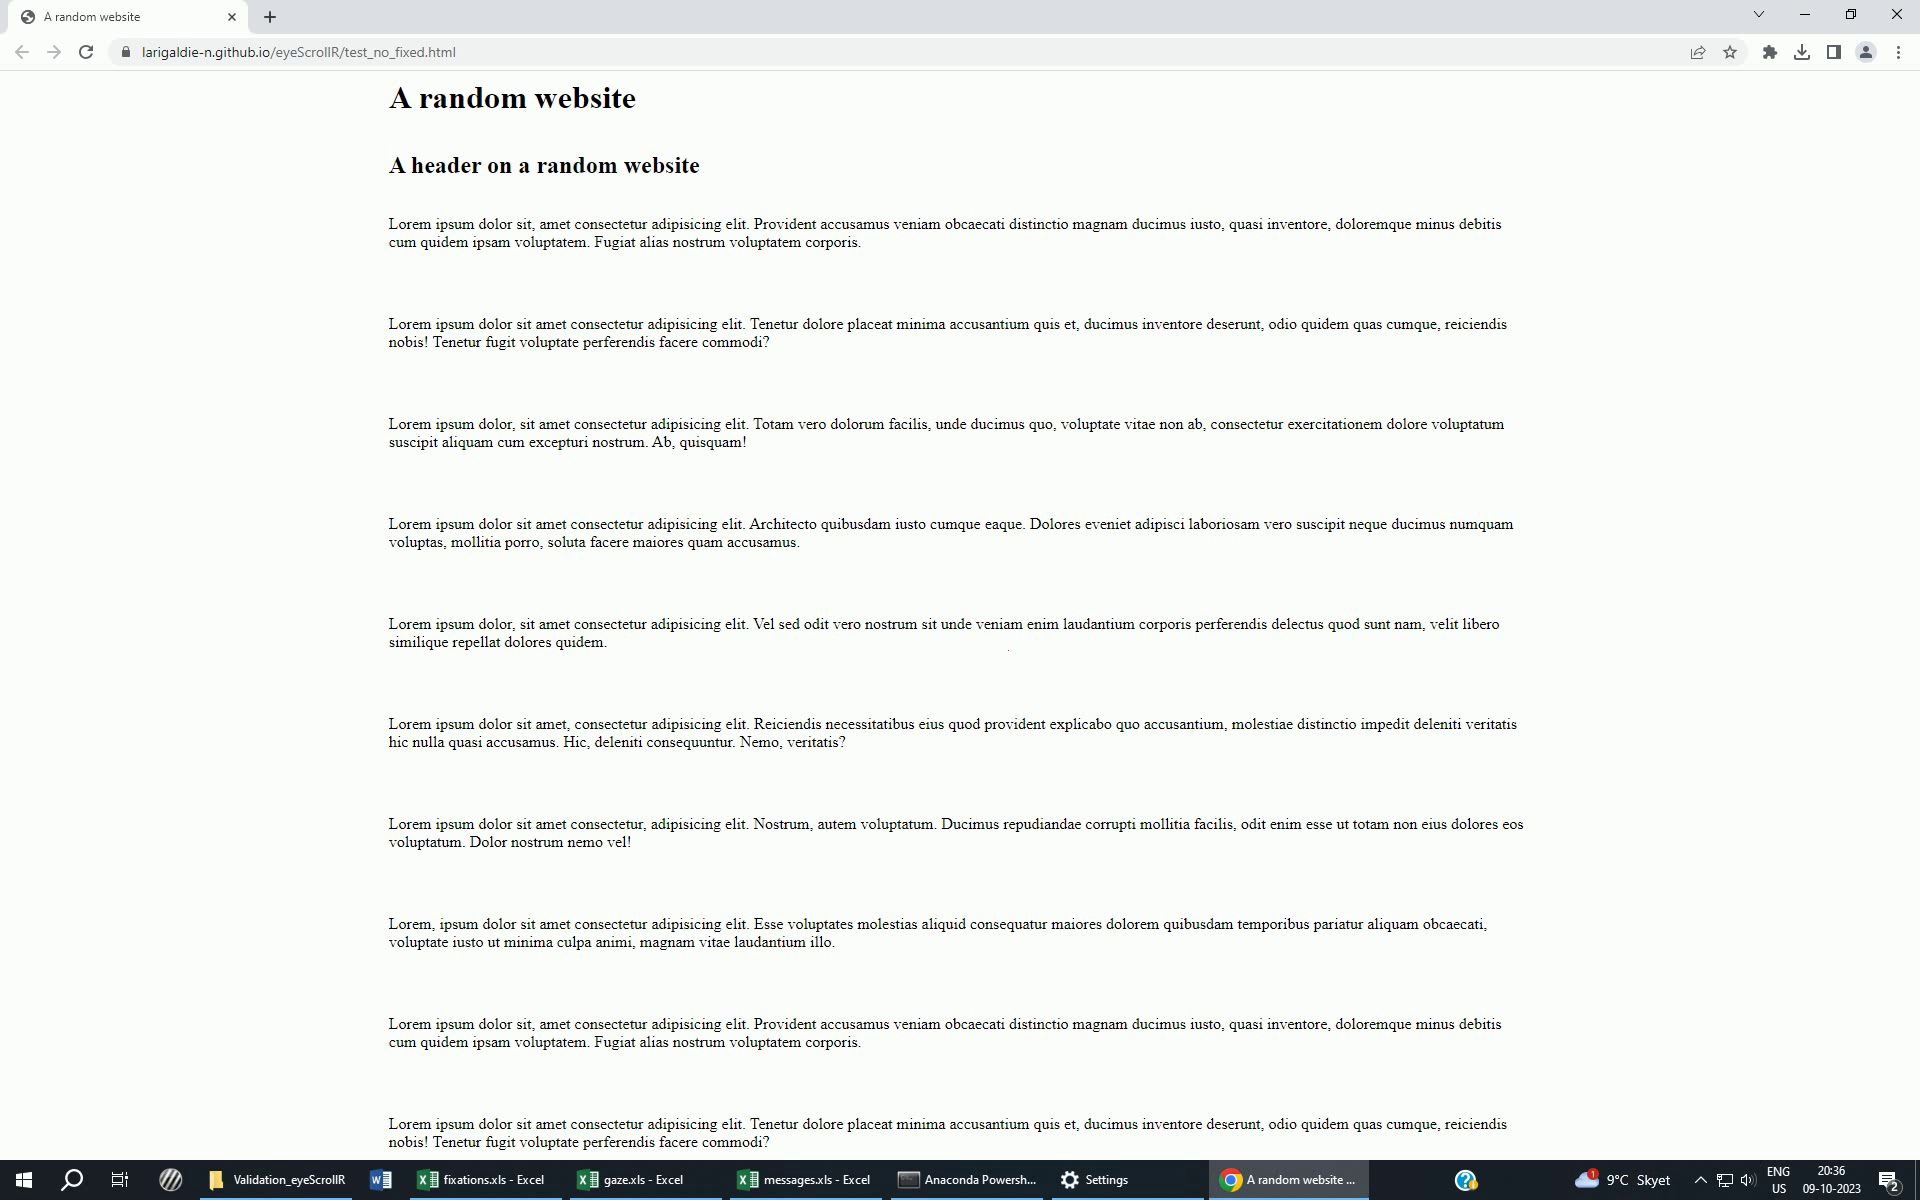 A random website
larigaldie-n.github.io/eyeScrollR/test_no_fixed.html
A random website
A header on a random website
Lorem ipsum dolor sit, amet consectetur adipisicing elit. Provident accusamus veniam obcaecati distinctio magnam ducimus iusto, quasi inventore, doloremque minus debitis
cum quidem ipsam voluptatem. Fugiat alias nostrum voluptatem corporis.
Lorem ipsum dolor sit amet consectetur adipisicing elit. Tenetur dolore placeat minima accusantium quis et, ducimus inventore deserunt, odio quidem quas cumque, reiciendis
nobis! Tenetur fugit voluptate perferendis facere commodi?
Lorem ipsum dolor, sit amet consectetur adipisicing elit. Totam vero dolorum facilis, unde ducimus quo, voluptate vitae non ab, consectetur exercitationem dolore voluptatum
suscipit aliquam cum excepturi nostrum. Ab, quisquam!
Lorem ipsum dolor sit amet consectetur adipisicing elit. Architecto quibusdam iusto cumque eaque. Dolores eveniet adipisci laboriosam vero suscipit neque ducimus numquam
voluptas, mollitia porro, soluta facere maiores quam accusamus.
Lorem ipsum dolor, sit amet consectetur adipisicing elit. Vel sed odit vero nostrum sit unde veniam enim laudantium corporis perferendis delectus quod sunt nam, velit libero
similique repellat dolores quidem.
Lorem ipsum dolor sit amet, consectetur adipisicing elit. Reiciendis necessitatibus eius quod provident explicabo quo accusantium, molestiae distinctio impedit deleniti veritatis
hic nulla quasi accusamus. Hic, deleniti consequuntur. Nemo, veritatis?
Lorem ipsum dolor sit amet consectetur, adipisicing elit. Nostrum, autem voluptatum. Ducimus repudiandae corrupti mollitia facilis, odit enim esse ut totam non eius dolores eos
voluptatum. Dolor nostrum nemo vel!
Lorem, ipsum dolor sit amet consectetur adipisicing elit. Esse voluptates molestias aliquid consequatur maiores dolorem quibusdam temporibus pariatur aliquam obcaecati,
voluptate iusto ut minima culpa animi, magnam vitae laudantium illo.
Lorem ipsum dolor sit, amet consectetur adipisicing elit. Provident accusamus veniam obcaecati distinctio magnam ducimus iusto, quasi inventore, doloremque minus debitis
cum quidem ipsam voluptatem. Fugiat alias nostrum voluptatem corporis.
Lorem ipsum dolor sit amet consectetur adipisicing elit. Tenetur dolore placeat minima accusantium quis et, ducimus inventore deserunt, odio quidem quas cumque, reiciendis
nobis! Tenetur fugit voluptate perferendis facere commodi?
Validation_eyeScrollR fixations.xls - Excel gaze.xls - Excel messages.xls - Excel Anaconda Powersh... Settings A random website ... 1 9°C Skyet ENG 20:36
US 09-10-2023 2